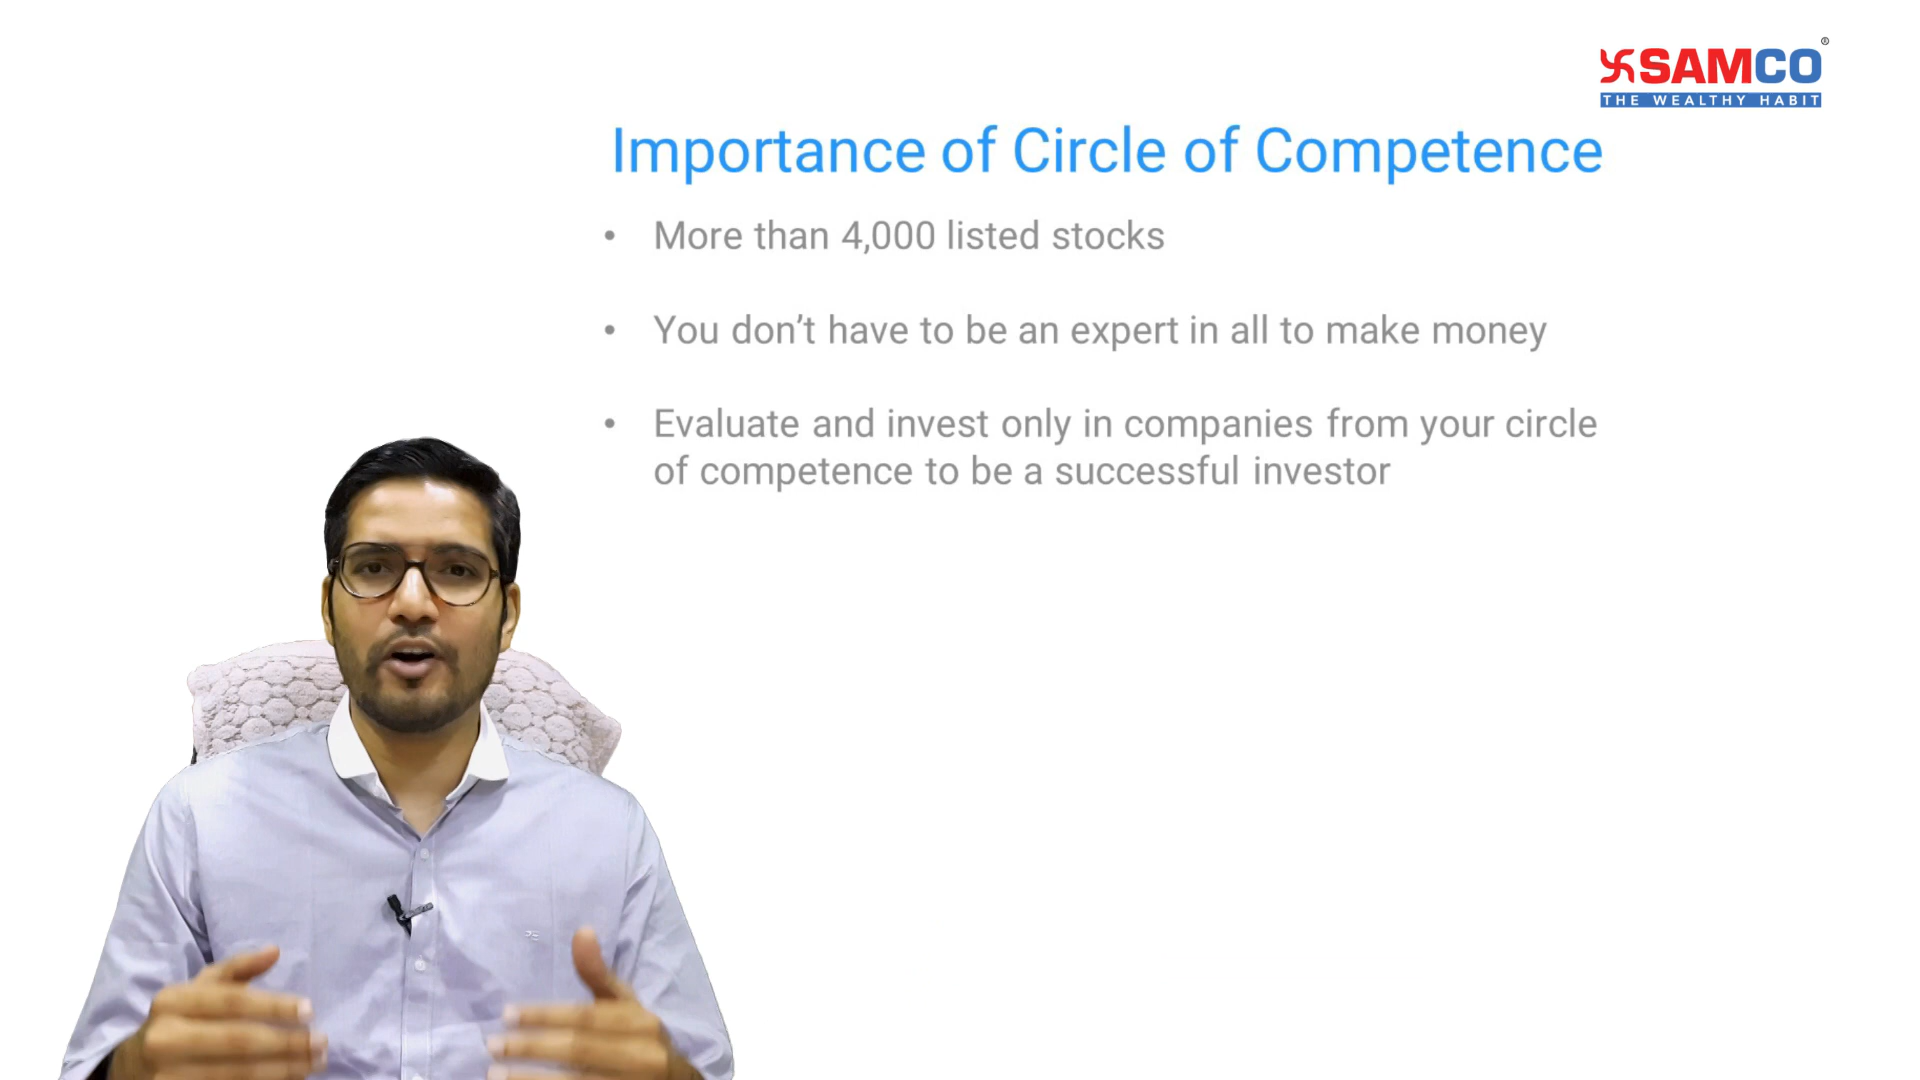 SAMCO®
THE WEALTHY HABIT
Importance of Circle of Competence
• More than 4,000 listed stocks
• You don’t have to be an expert in all to make money
• Evaluate and invest only in companies from your circle
of competence to be a successful investor